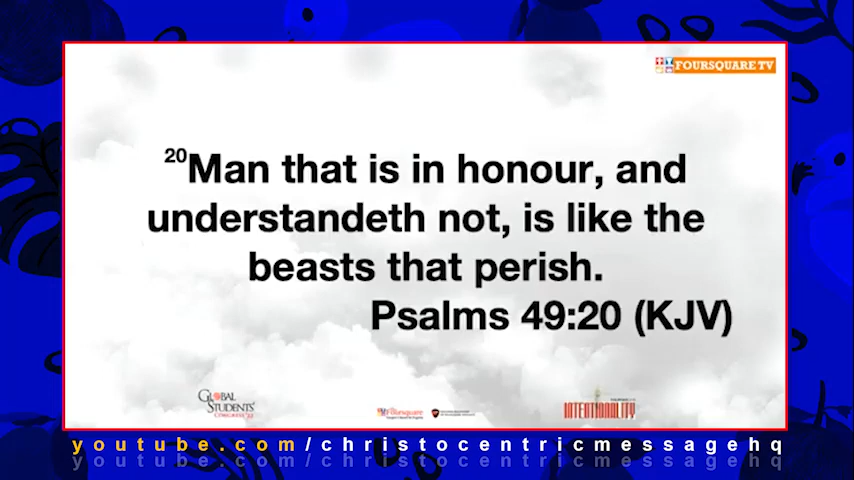 FOURSQUARE TV
20Man that is in honour, and
understandeth not, is like the
beasts that perish.
Psalms 49:20 (KJV)
GLOBAL
STUDENTS'
Foursquare
INTENTIONALITY
youtube.com/christocentricmessagehq
youtube.com/christocentricmessagehq